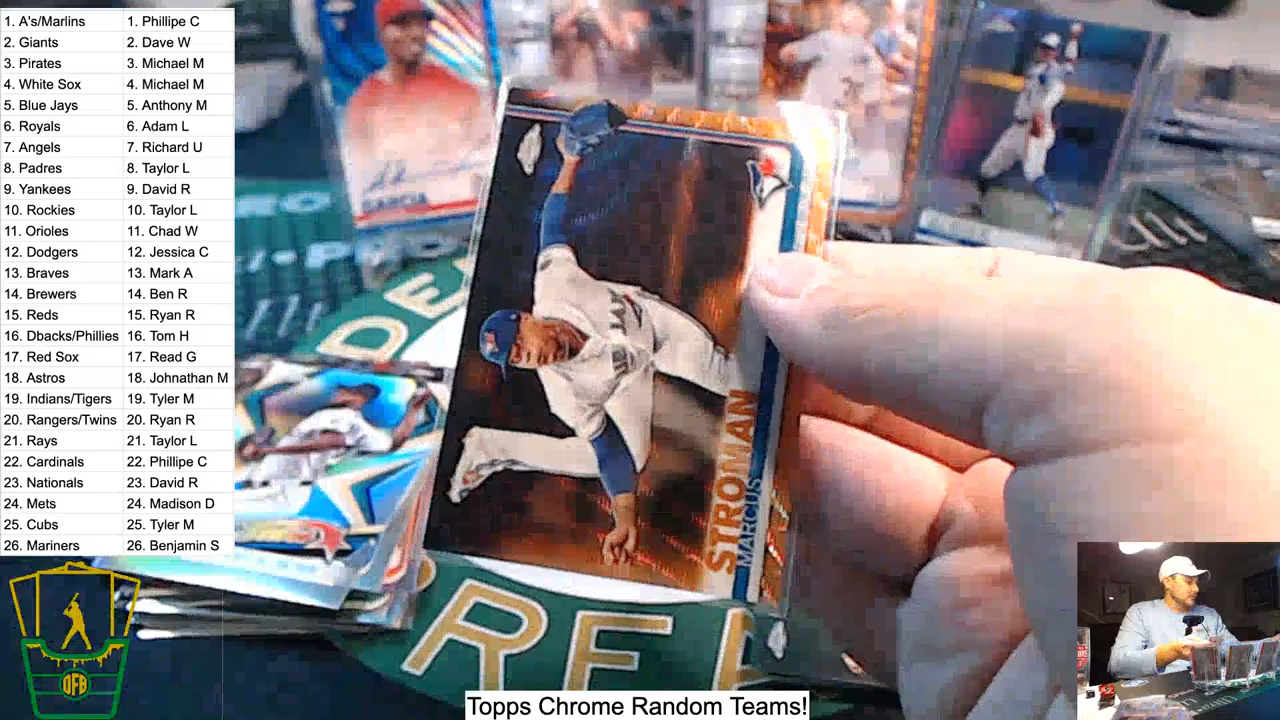 1. A's/Marlins 1. Phillipe C
2. Giants 2. Dave W
3. Pirates 3. Michael M
4. White Sox 4. Michael M
5. Blue Jays 5. Anthony M
6. Royals 6. Adam L
7. Angels 7. Richard U
8. Padres 8. Taylor L
9. Yankees 9. David R
10. Rockies 10. Taylor L
11. Orioles 11. Chad W
12. Dodgers 12. Jessica C
13. Braves 13. Mark A
14. Brewers 14. Ben R
15. Reds 15. Ryan R
16. Dbacks/Phillies 16. Tom H
17. Red Sox 17. Read G
18. Astros 18. Johnathan M
19. Indians/Tigers 19. Tyler M
20. Rangers/Twins 20. Ryan R
21. Rays 21. Taylor L
22. Cardinals 22. Phillipe C
23. Nationals 23. David R
24. Mets 24. Madison D
25. Cubs 25. Tyler M
26. Mariners 26. Benjamin S
GARCIA
STROMAN
MARCUS
OFB
Topps Chrome Random Teams!